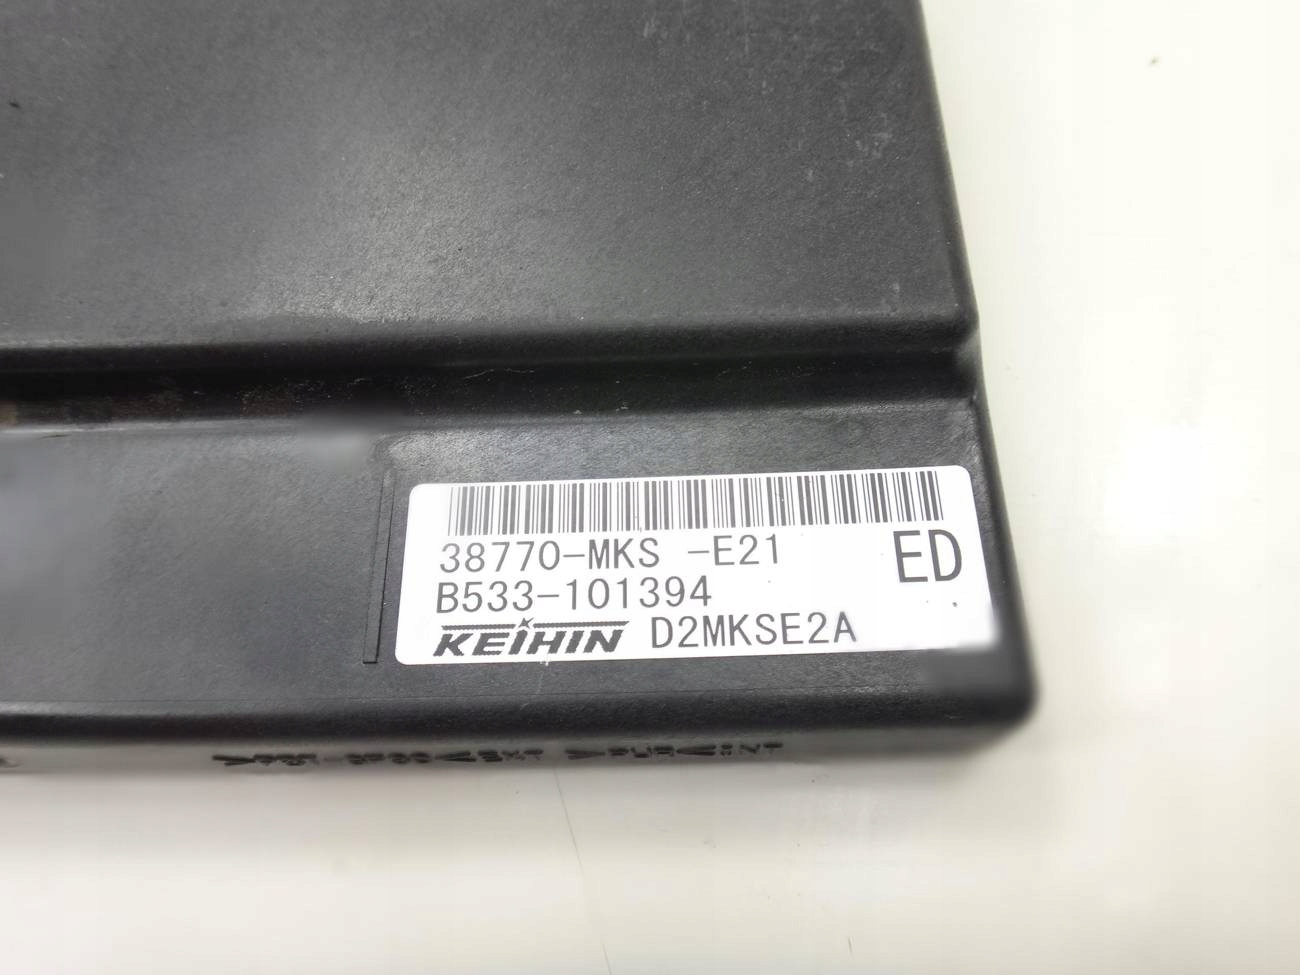 38770-MKS -E21
ED
B533-101394
KEIHIN D2MKSE2A